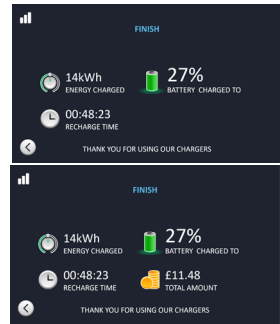 FINISH
14kWh
ENERGY CHARGED
27%
BATTERY CHARGED TO
00:48:23
RECHARGE TIME
THANK YOU FOR USING OUR CHARGERS
FINISH
14kWh
ENERGY CHARGED
27%
BATTERY CHARGED TO
00:48:23
RECHARGE TIME
£11.48
TOTAL AMOUNT
THANK YOU FOR USING OUR CHARGERS